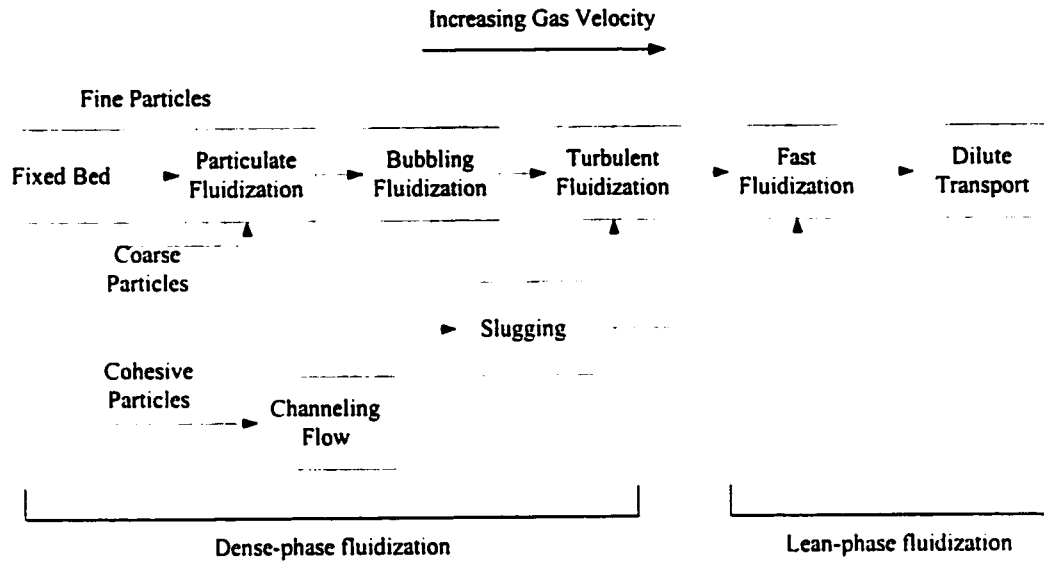 Increasing Gas Velocity
Fine Particles
Fixed Bed
Particulate
Fluidization
Bubbling
Fluidization
Turbulent
Fluidization
Fast
Fluidization
Dilute
Transport
Coarse
Particles
Slugging
Cohesive
Particles
Channeling
Flow
Dense-phase fluidization
Lean-phase fluidization